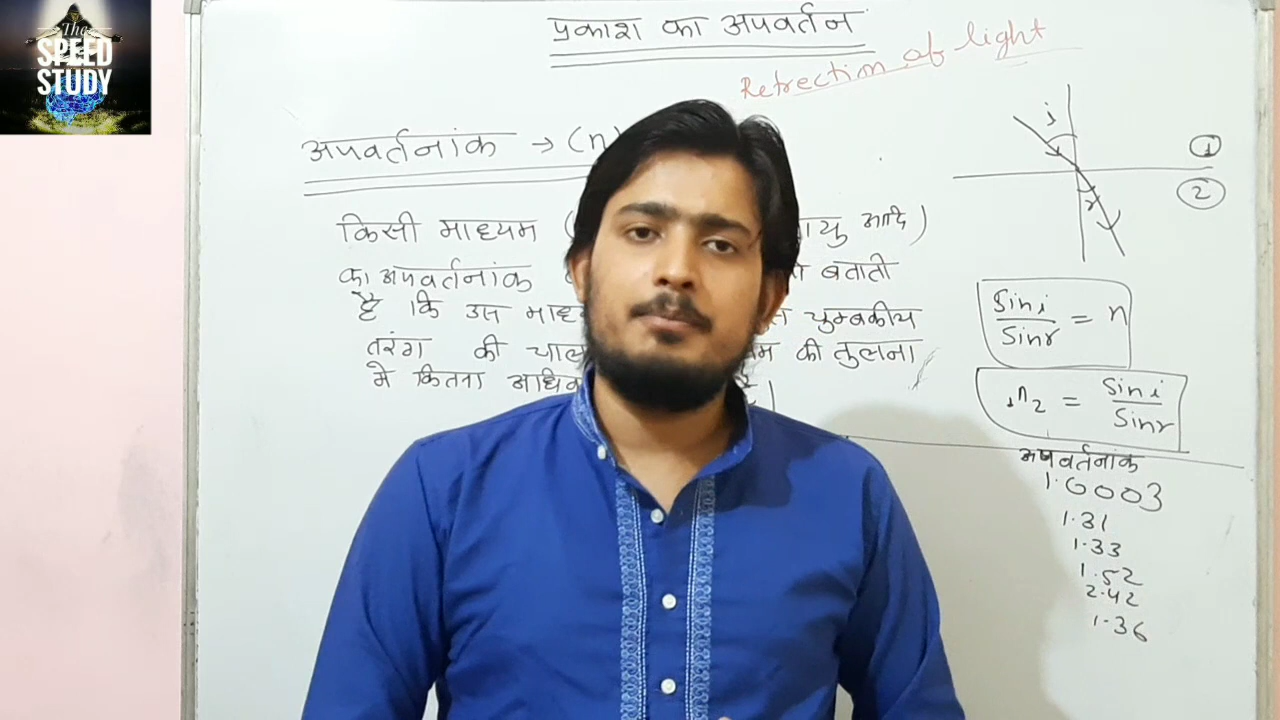 The
SPEED
STUDY
प्रकाश का अपवर्तन
Retrection of light
अपवर्तनांक → (n)
किसी माध्यम ( आदि )
का अपवर्तनांक बताती
है कि उस चुम्बकीय
तरंग की चाल की तुलना
मे कितना
i
r
1
2
Sin i / Sin r = n
₁n₂ = Sin i / Sin r
अपवर्तनांक
1.0003
1.31
1.33
1.52
2.42
1.36